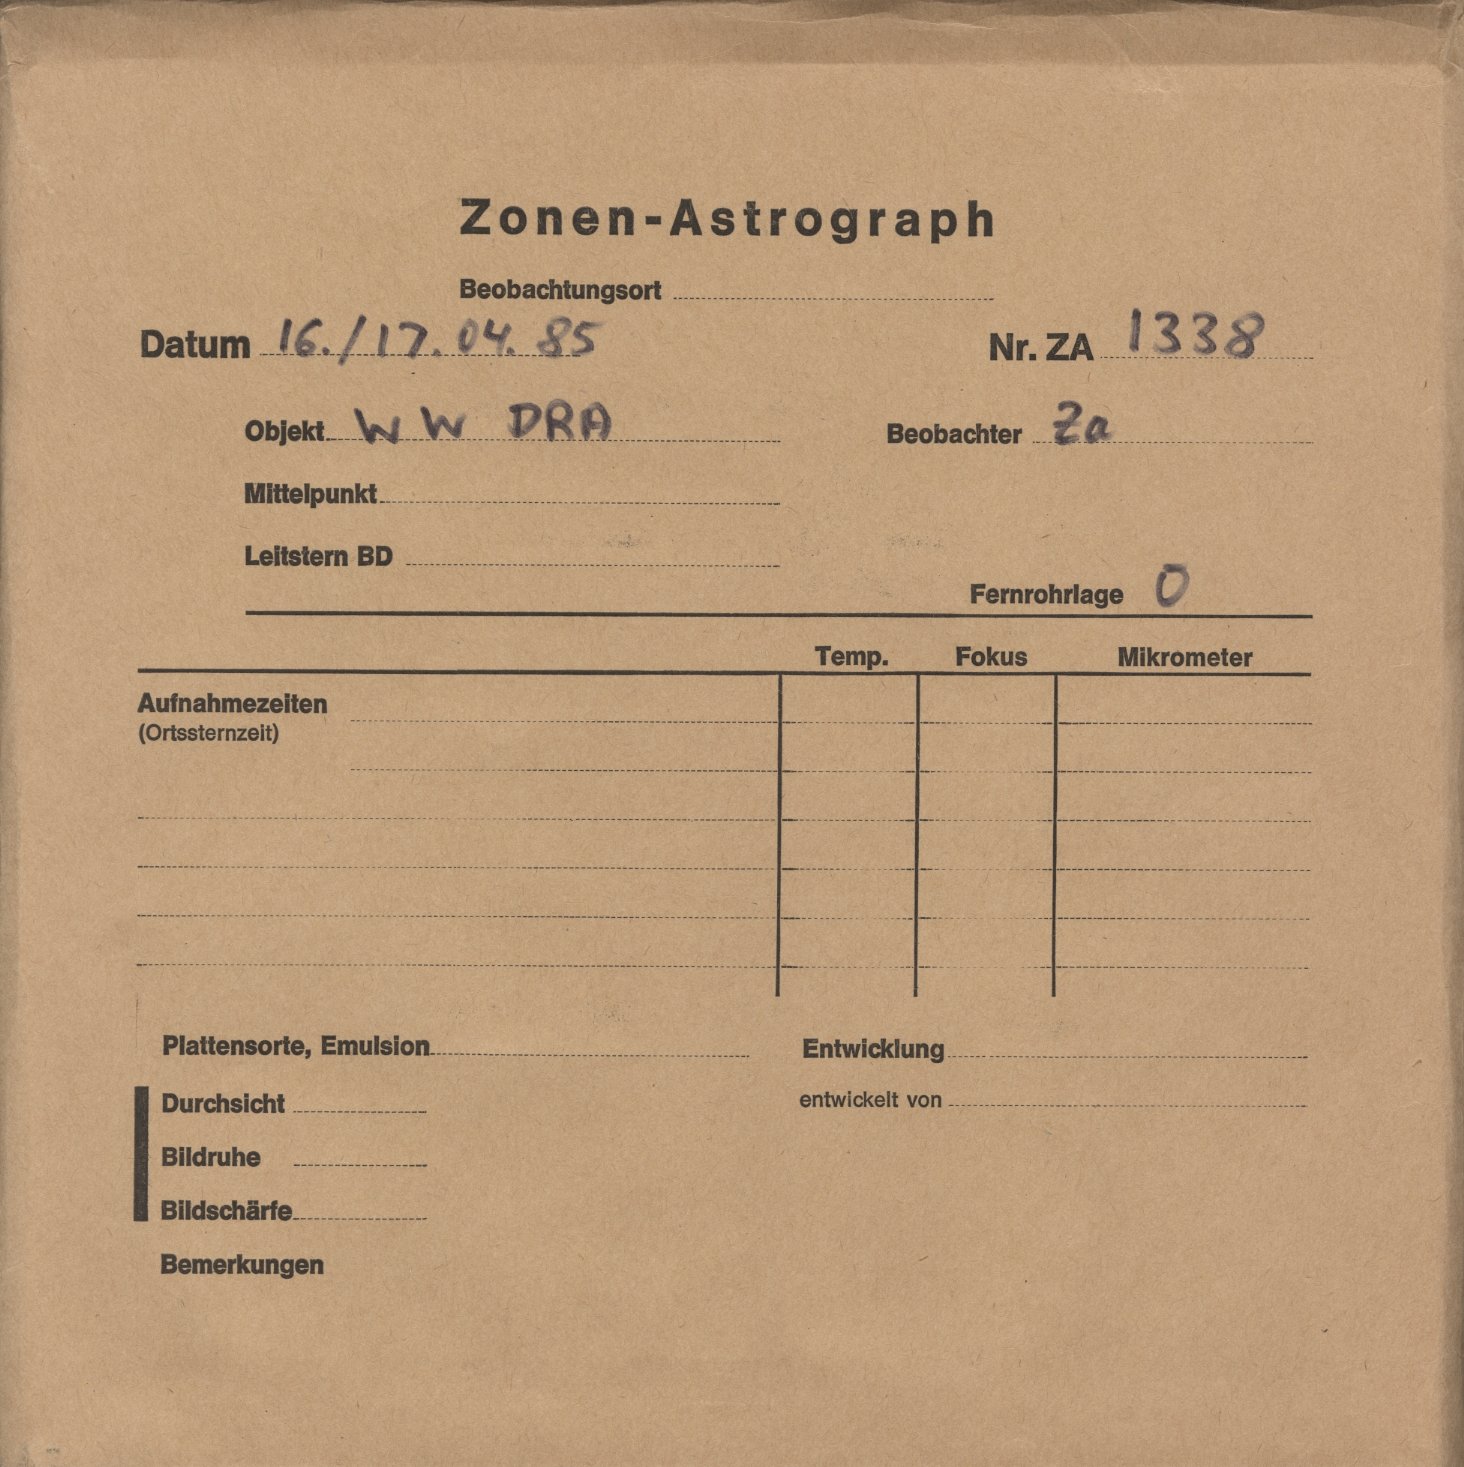 Zonen-Astrograph
Beobachtungsort
Datum 16./17.04.85 Nr. ZA 1338
Objekt WW DRA Beobachter Za
Mittelpunkt
Leitstern BD
Fernrohrlage O
Temp. Fokus Mikrometer
Aufnahmezeiten
(Ortssternzeit)
Plattensorte, Emulsion Entwicklung
Durchsicht entwickelt von
Bildruhe
Bildschärfe
Bemerkungen